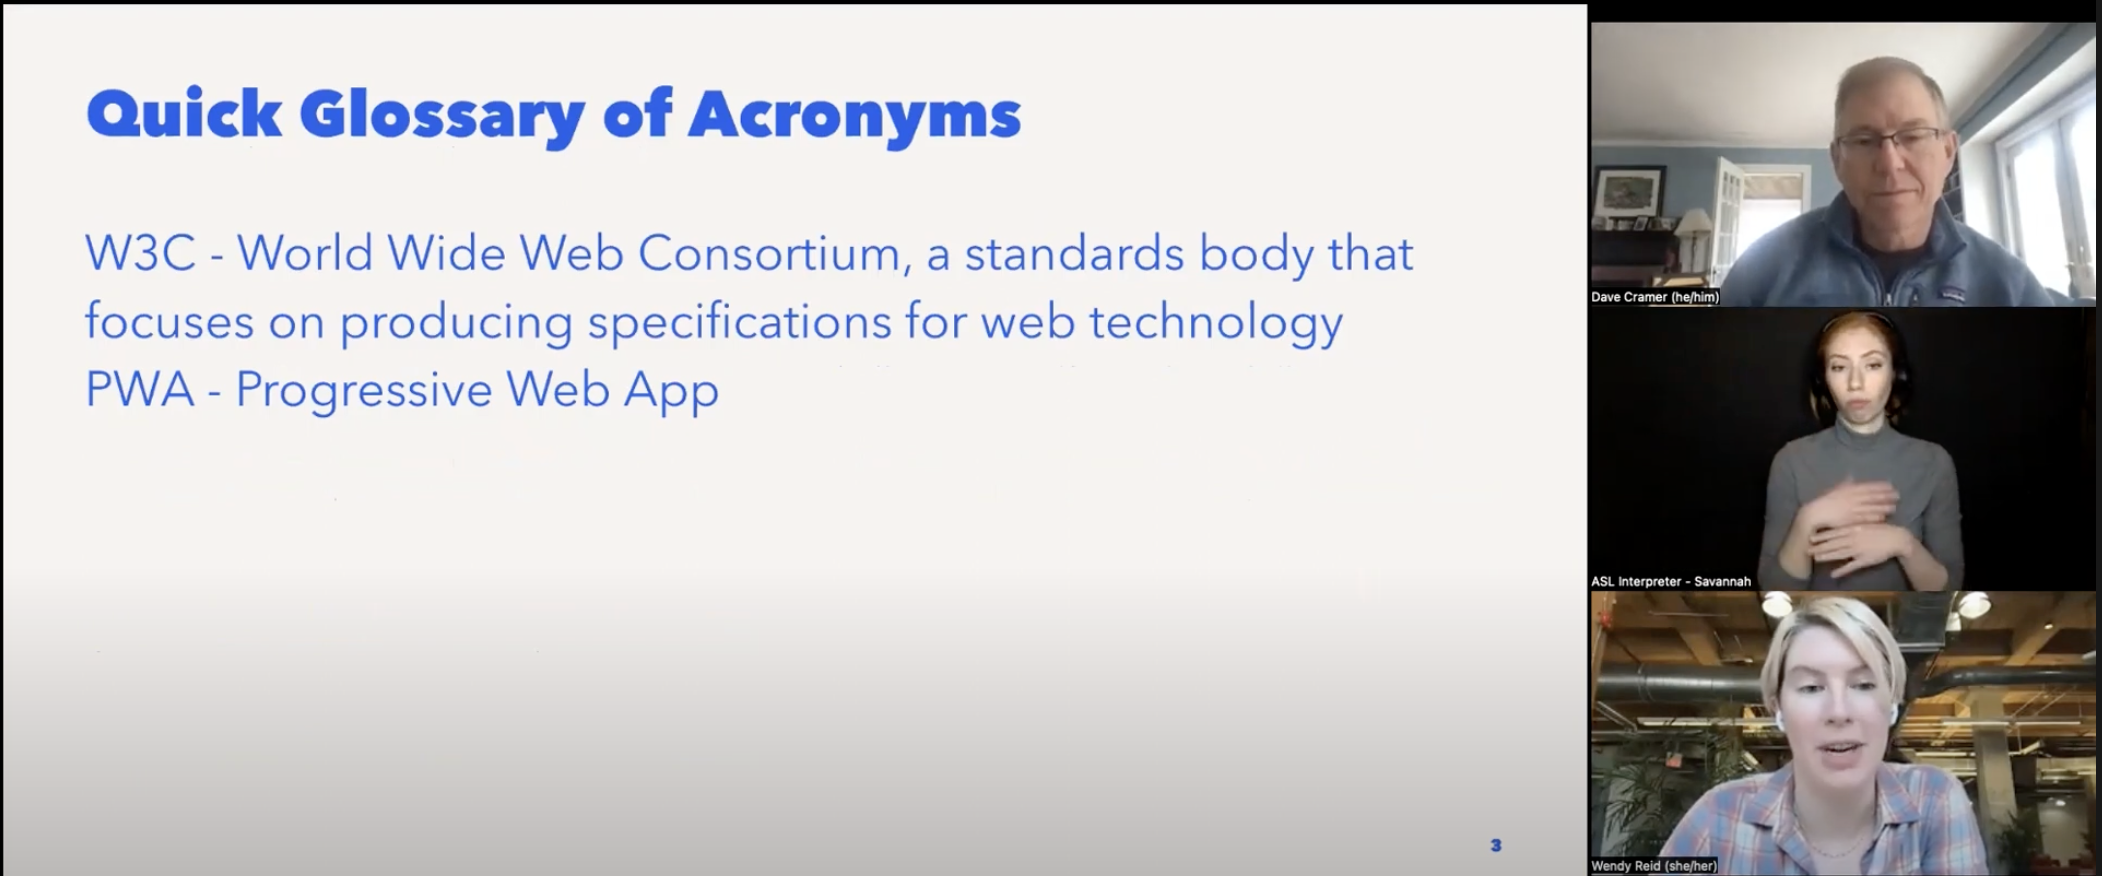 Quick Glossary of Acronyms
W3C - World Wide Web Consortium, a standards body that
focuses on producing specifications for web technology
PWA - Progressive Web App
3
Dave Cramer (he/him)
ASL Interpreter - Savannah
Wendy Reid (she/her)